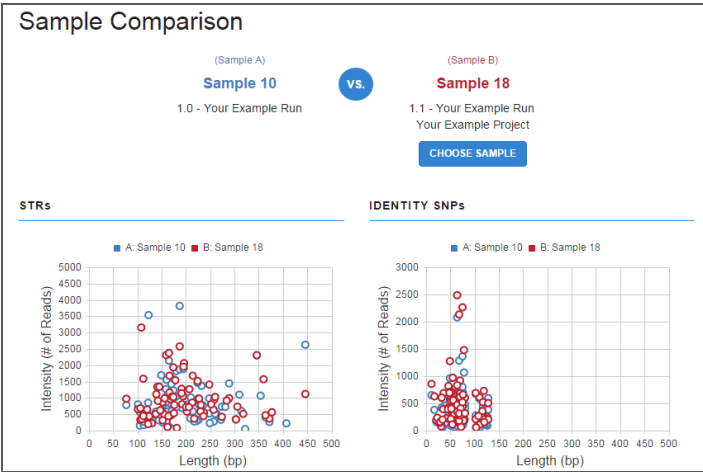 Sample Comparison
(Sample A)
Sample 10
1.0 - Your Example Run
VS.
(Sample B)
Sample 18
1.1 - Your Example Run
Your Example Project
CHOOSE SAMPLE
STRs
A: Sample 10 B: Sample 18
Intensity (# of Reads)
5000
4500
4000
3500
3000
2500
2000
1500
1000
500
0
0 50 100 150 200 250 300 350 400 450 500
Length (bp)
IDENTITY SNPs
A: Sample 10 B: Sample 18
Intensity (# of Reads)
3000
2500
2000
1500
1000
500
0
0 50 100 150 200 250 300 350 400 450 500
Length (bp)